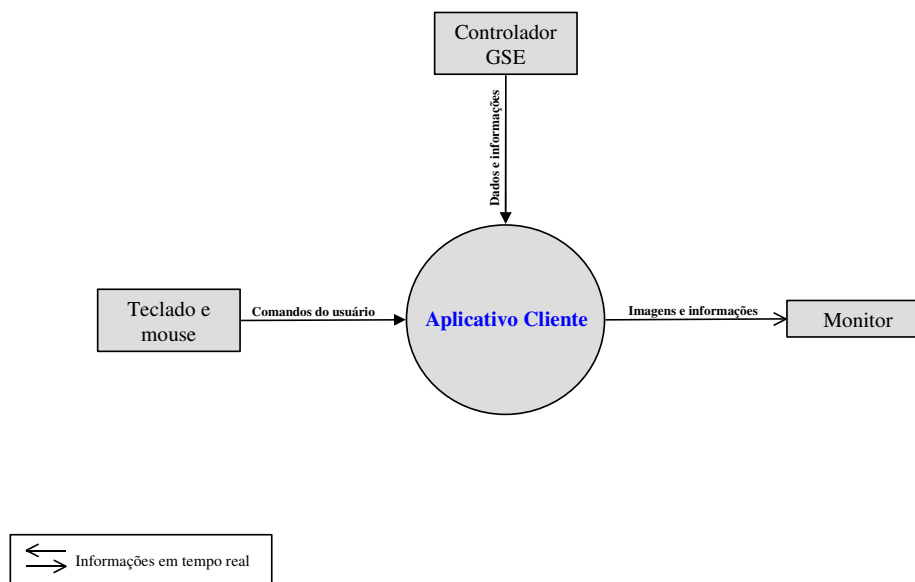 Controlador
GSE
Dados e informações
Teclado e
mouse
Comandos do usuário
Aplicativo Cliente
Imagens e informações
Monitor
Informações em tempo real